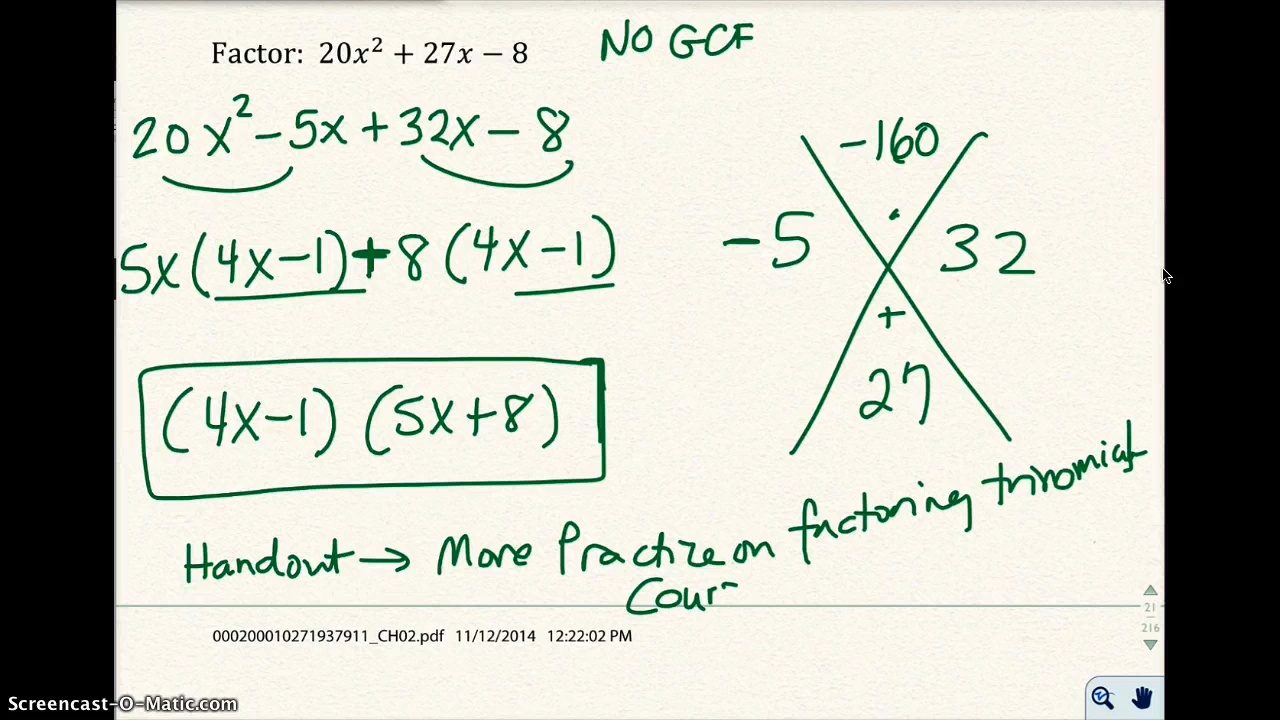 Factor: 20x² + 27x − 8
NO GCF
20x² - 5x + 32x - 8
5x(4x-1)+8(4x-1)
(4x-1) (5x+8)
-160
-5 · 32
+
27
Handout → More Practize on factoring trinomial
Cour
21
216
000200010271937911_CH02.pdf 11/12/2014 12:22:02 PM
Screencast-O-Matic.com